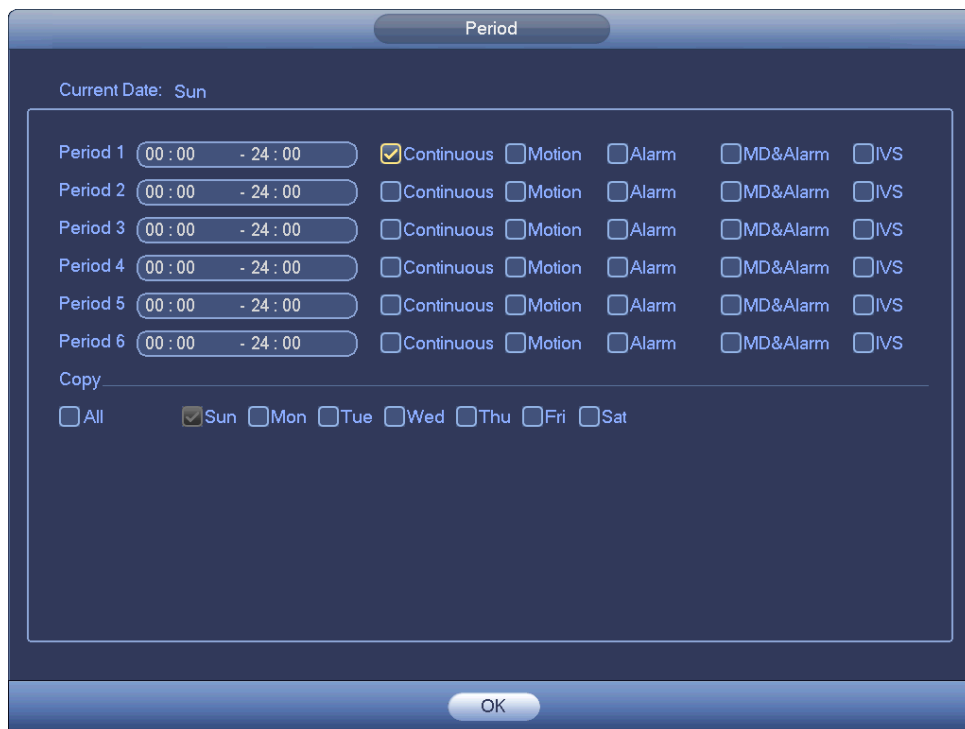 Period
Current Date: Sun
Period 1 00 : 00 - 24 : 00 Continuous Motion Alarm MD&Alarm IVS
Period 2 00 : 00 - 24 : 00 Continuous Motion Alarm MD&Alarm IVS
Period 3 00 : 00 - 24 : 00 Continuous Motion Alarm MD&Alarm IVS
Period 4 00 : 00 - 24 : 00 Continuous Motion Alarm MD&Alarm IVS
Period 5 00 : 00 - 24 : 00 Continuous Motion Alarm MD&Alarm IVS
Period 6 00 : 00 - 24 : 00 Continuous Motion Alarm MD&Alarm IVS
Copy
All Sun Mon Tue Wed Thu Fri Sat
OK